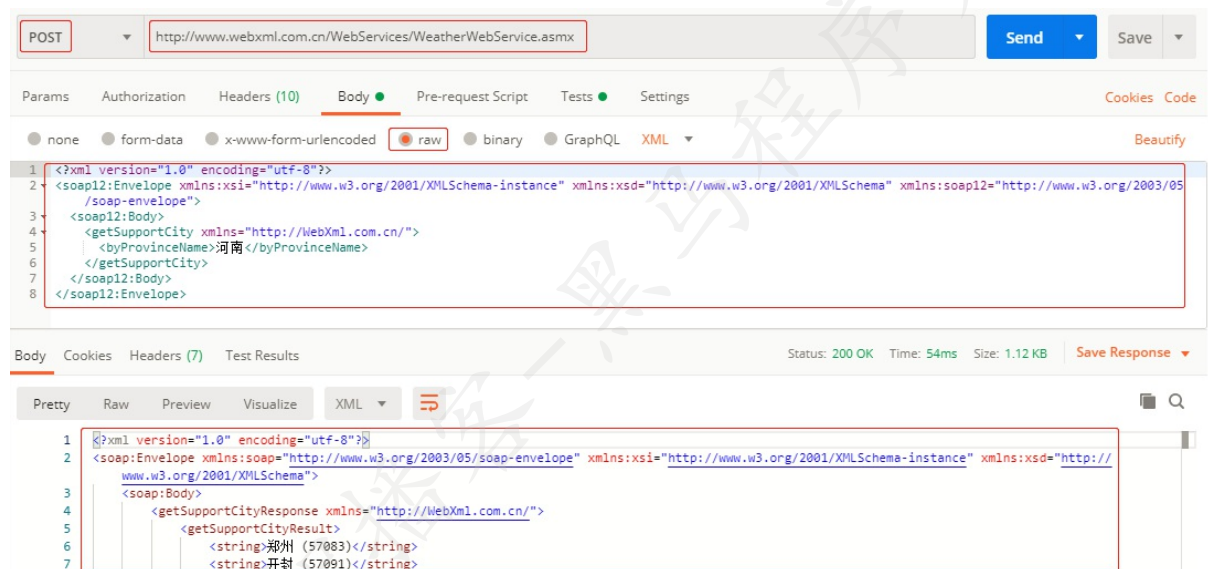 POST http://www.webxml.com.cn/WebServices/WeatherWebService.asmx Send Save
Params Authorization Headers (10) Body Pre-request Script Tests Settings Cookies Code
none form-data x-www-form-urlencoded raw binary GraphQL XML Beautify
1 <?xml version="1.0" encoding="utf-8"?>
2 <soap12:Envelope xmlns:xsi="http://www.w3.org/2001/XMLSchema-instance" xmlns:xsd="http://www.w3.org/2001/XMLSchema" xmlns:soap12="http://www.w3.org/2003/05
/soap-envelope">
3 <soap12:Body>
4 <getSupportCity xmlns="http://WebXml.com.cn/">
5 <byProvinceName>河南</byProvinceName>
6 </getSupportCity>
7 </soap12:Body>
8 </soap12:Envelope>
Body Cookies Headers (7) Test Results Status: 200 OK Time: 54ms Size: 1.12 KB Save Response
Pretty Raw Preview Visualize XML
1 <?xml version="1.0" encoding="utf-8"?>
2 <soap:Envelope xmlns:soap="http://www.w3.org/2003/05/soap-envelope" xmlns:xsi="http://www.w3.org/2001/XMLSchema-instance" xmlns:xsd="http://
www.w3.org/2001/XMLSchema">
3 <soap:Body>
4 <getSupportCityResponse xmlns="http://WebXml.com.cn/">
5 <getSupportCityResult>
6 <string>郑州 (57083)</string>
7 <string>开封 (57091)</string>
播客-黑马程序